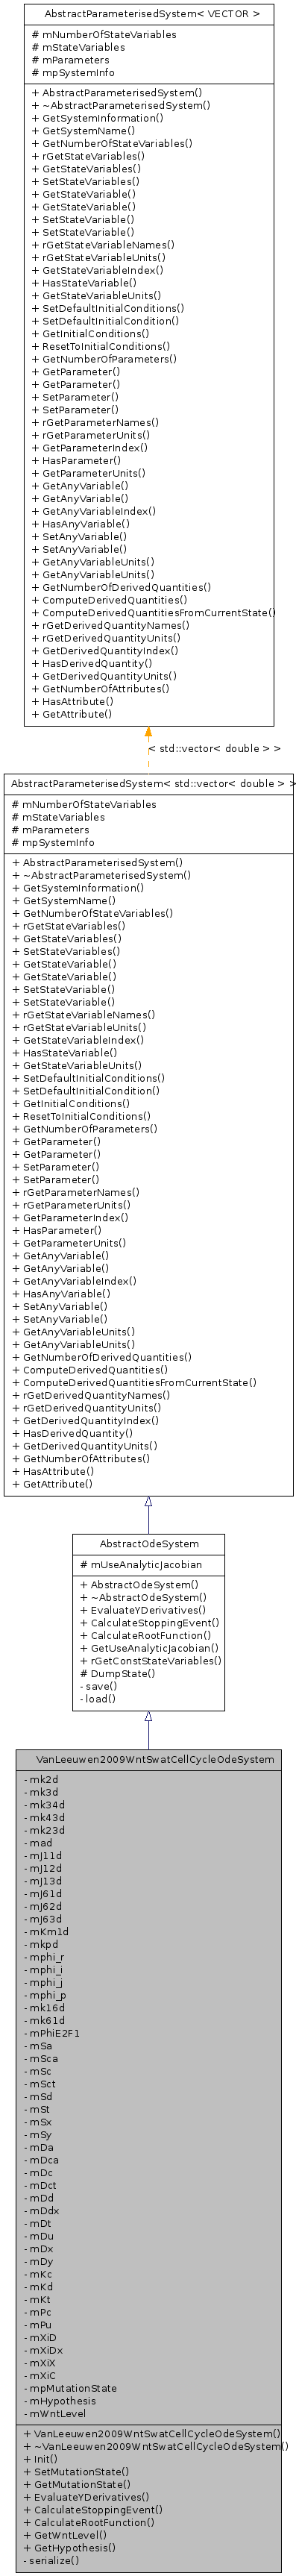 AbstractParameterisedSystem< VECTOR >
# mNumberOfStateVariables
# mStateVariables
# mParameters
# mpSystemInfo
+ AbstractParameterisedSystem()
+ ~AbstractParameterisedSystem()
+ GetSystemInformation()
+ GetSystemName()
+ GetNumberOfStateVariables()
+ rGetStateVariables()
+ GetStateVariables()
+ SetStateVariables()
+ GetStateVariable()
+ GetStateVariable()
+ SetStateVariable()
+ SetStateVariable()
+ rGetStateVariableNames()
+ rGetStateVariableUnits()
+ GetStateVariableIndex()
+ HasStateVariable()
+ GetStateVariableUnits()
+ SetDefaultInitialConditions()
+ SetDefaultInitialCondition()
+ GetInitialConditions()
+ ResetToInitialConditions()
+ GetNumberOfParameters()
+ GetParameter()
+ GetParameter()
+ SetParameter()
+ SetParameter()
+ rGetParameterNames()
+ rGetParameterUnits()
+ GetParameterIndex()
+ HasParameter()
+ GetParameterUnits()
+ GetAnyVariable()
+ GetAnyVariable()
+ GetAnyVariableIndex()
+ HasAnyVariable()
+ SetAnyVariable()
+ SetAnyVariable()
+ GetAnyVariableUnits()
+ GetAnyVariableUnits()
+ GetNumberOfDerivedQuantities()
+ ComputeDerivedQuantities()
+ ComputeDerivedQuantitiesFromCurrentState()
+ rGetDerivedQuantityNames()
+ rGetDerivedQuantityUnits()
+ GetDerivedQuantityIndex()
+ HasDerivedQuantity()
+ GetDerivedQuantityUnits()
+ GetNumberOfAttributes()
+ HasAttribute()
+ GetAttribute()
< std::vector< double > >
AbstractParameterisedSystem< std::vector< double > >
# mNumberOfStateVariables
# mStateVariables
# mParameters
# mpSystemInfo
+ AbstractParameterisedSystem()
+ ~AbstractParameterisedSystem()
+ GetSystemInformation()
+ GetSystemName()
+ GetNumberOfStateVariables()
+ rGetStateVariables()
+ GetStateVariables()
+ SetStateVariables()
+ GetStateVariable()
+ GetStateVariable()
+ SetStateVariable()
+ SetStateVariable()
+ rGetStateVariableNames()
+ rGetStateVariableUnits()
+ GetStateVariableIndex()
+ HasStateVariable()
+ GetStateVariableUnits()
+ SetDefaultInitialConditions()
+ SetDefaultInitialCondition()
+ GetInitialConditions()
+ ResetToInitialConditions()
+ GetNumberOfParameters()
+ GetParameter()
+ GetParameter()
+ SetParameter()
+ SetParameter()
+ rGetParameterNames()
+ rGetParameterUnits()
+ GetParameterIndex()
+ HasParameter()
+ GetParameterUnits()
+ GetAnyVariable()
+ GetAnyVariable()
+ GetAnyVariableIndex()
+ HasAnyVariable()
+ SetAnyVariable()
+ SetAnyVariable()
+ GetAnyVariableUnits()
+ GetAnyVariableUnits()
+ GetNumberOfDerivedQuantities()
+ ComputeDerivedQuantities()
+ ComputeDerivedQuantitiesFromCurrentState()
+ rGetDerivedQuantityNames()
+ rGetDerivedQuantityUnits()
+ GetDerivedQuantityIndex()
+ HasDerivedQuantity()
+ GetDerivedQuantityUnits()
+ GetNumberOfAttributes()
+ HasAttribute()
+ GetAttribute()
AbstractOdeSystem
# mUseAnalyticJacobian
+ AbstractOdeSystem()
+ ~AbstractOdeSystem()
+ EvaluateYDerivatives()
+ CalculateStoppingEvent()
+ CalculateRootFunction()
+ GetUseAnalyticJacobian()
+ rGetConstStateVariables()
# DumpState()
- save()
- load()
VanLeeuwen2009WntSwatCellCycleOdeSystem
- mk2d
- mk3d
- mk34d
- mk43d
- mk23d
- mad
- mJ11d
- mJ12d
- mJ13d
- mJ61d
- mJ62d
- mJ63d
- mKm1d
- mkpd
- mphi_r
- mphi_i
- mphi_j
- mphi_p
- mk16d
- mk61d
- mPhiE2F1
- mSa
- mSca
- mSc
- mSct
- mSd
- mSt
- mSx
- mSy
- mDa
- mDca
- mDc
- mDct
- mDd
- mDdx
- mDt
- mDu
- mDx
- mDy
- mKc
- mKd
- mKt
- mPc
- mPu
- mXiD
- mXiDx
- mXiX
- mXiC
- mpMutationState
- mHypothesis
- mWntLevel
+ VanLeeuwen2009WntSwatCellCycleOdeSystem()
+ ~VanLeeuwen2009WntSwatCellCycleOdeSystem()
+ Init()
+ SetMutationState()
+ GetMutationState()
+ EvaluateYDerivatives()
+ CalculateStoppingEvent()
+ CalculateRootFunction()
+ GetWntLevel()
+ GetHypothesis()
- serialize()